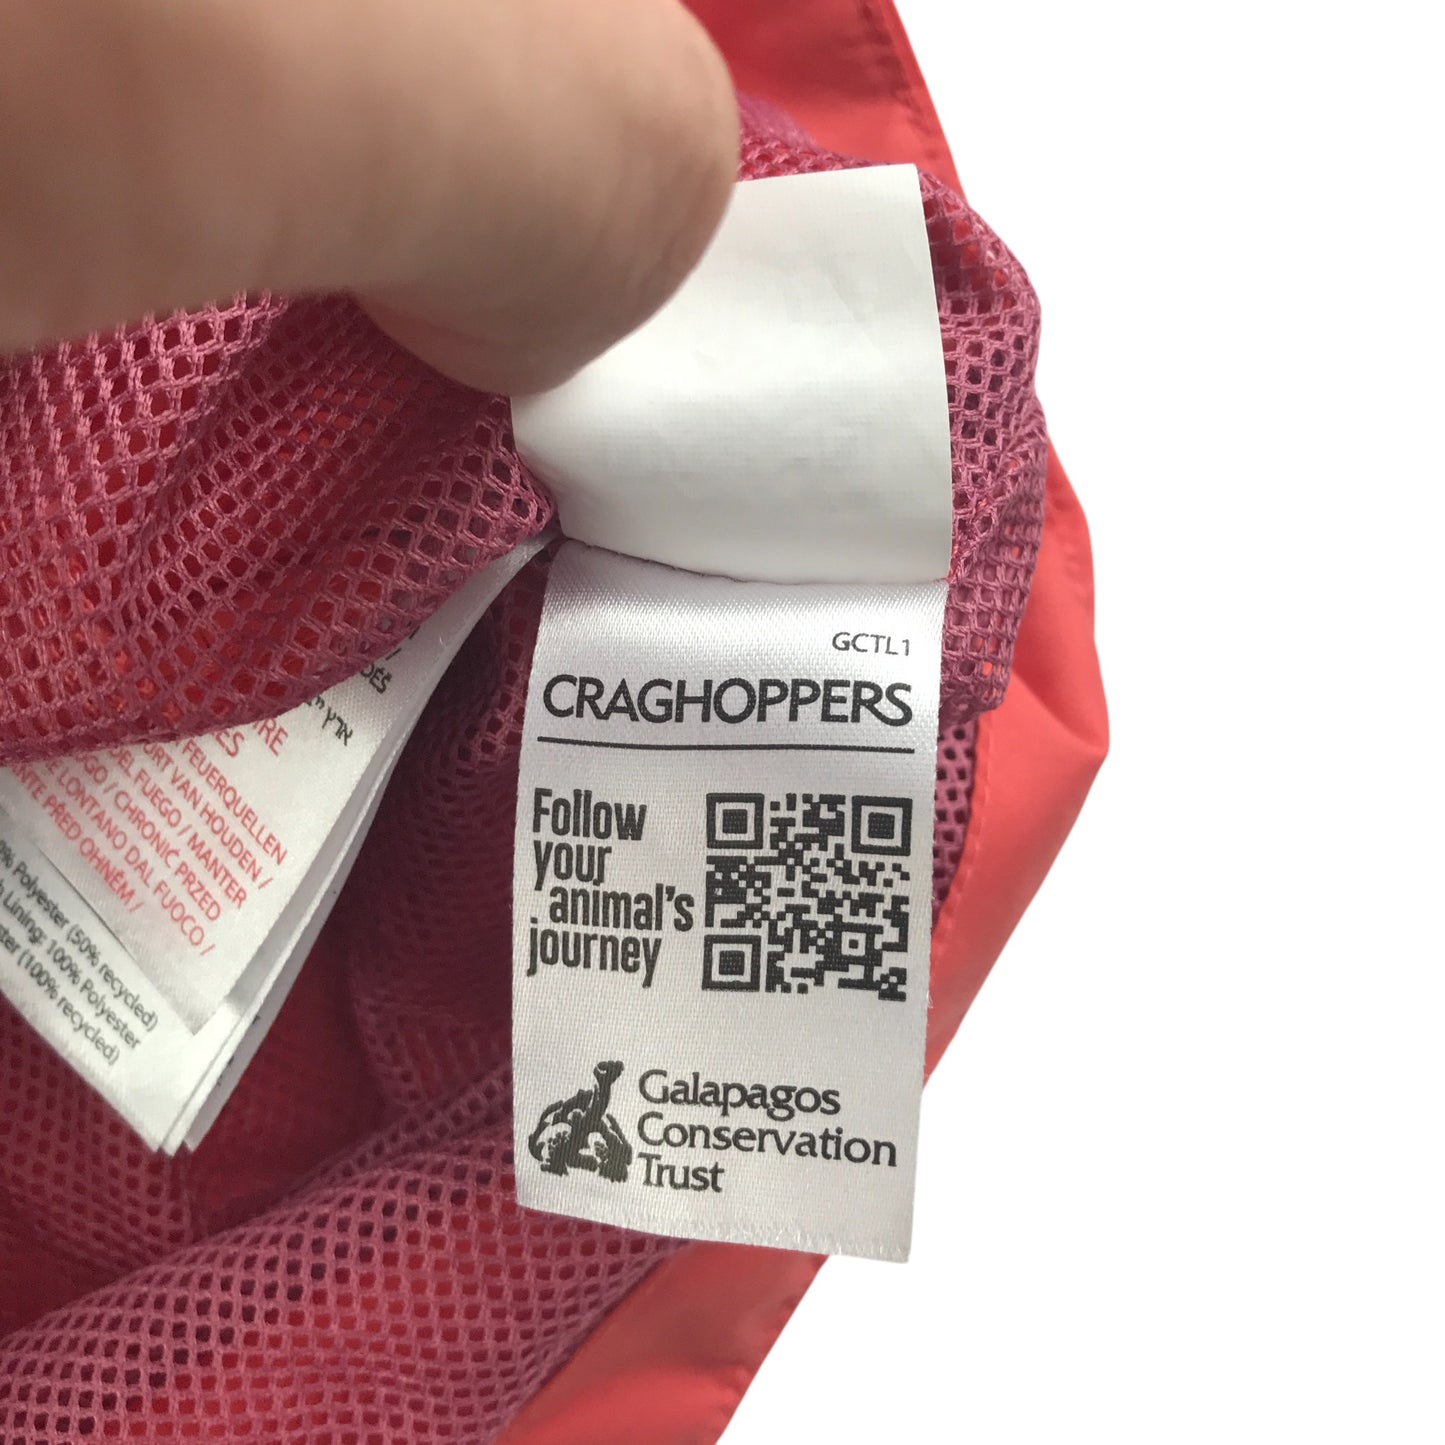 GCTL1
CRAGHOPPERS
Follow
your
animal's
journey
Galapagos
Conservation
Trust
FEUERQUELLEN
VAN HOUDEN /
DEL FUEGO / MANTER
/ CHRONIC PRZED
LONTANO DAL FUOCO /
PŘED OHNĚM /
% Polyester (50% recycled)
Lining: 100% Polyester
(100% recycled)